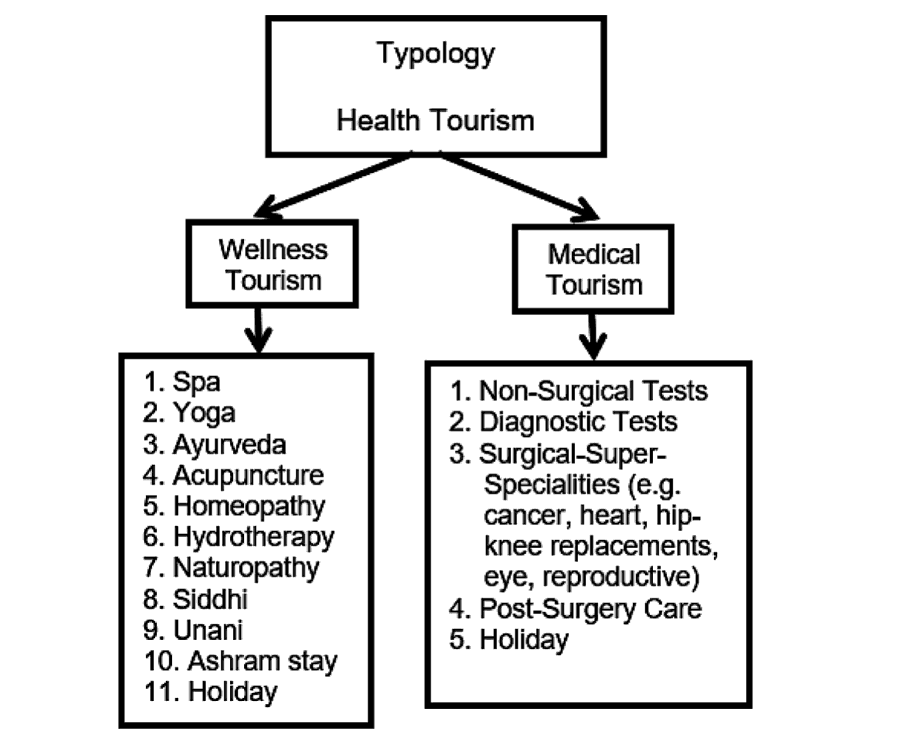 Typology
Health Tourism
Wellness
Tourism
Medical
Tourism
1. Spa
2. Yoga
3. Ayurveda
4. Acupuncture
5. Homeopathy
6. Hydrotherapy
7. Naturopathy
8. Siddhi
9. Unani
10. Ashram stay
11. Holiday
1. Non-Surgical Tests
2. Diagnostic Tests
3. Surgical-Super-
Specialities (e.g.
cancer, heart, hip-
knee replacements,
eye, reproductive)
4. Post-Surgery Care
5. Holiday